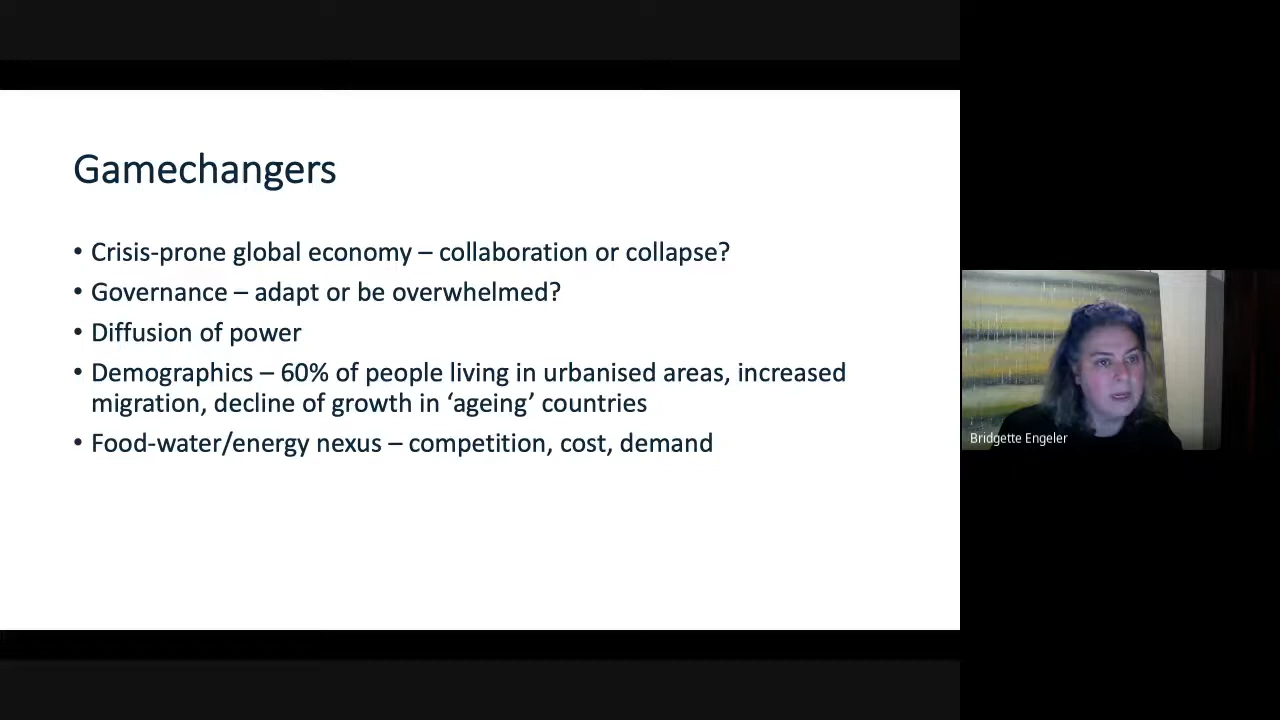 Gamechangers
• Crisis-prone global economy – collaboration or collapse?
• Governance – adapt or be overwhelmed?
• Diffusion of power
• Demographics – 60% of people living in urbanised areas, increased
migration, decline of growth in ‘ageing’ countries
• Food-water/energy nexus – competition, cost, demand
Bridgette Engeler